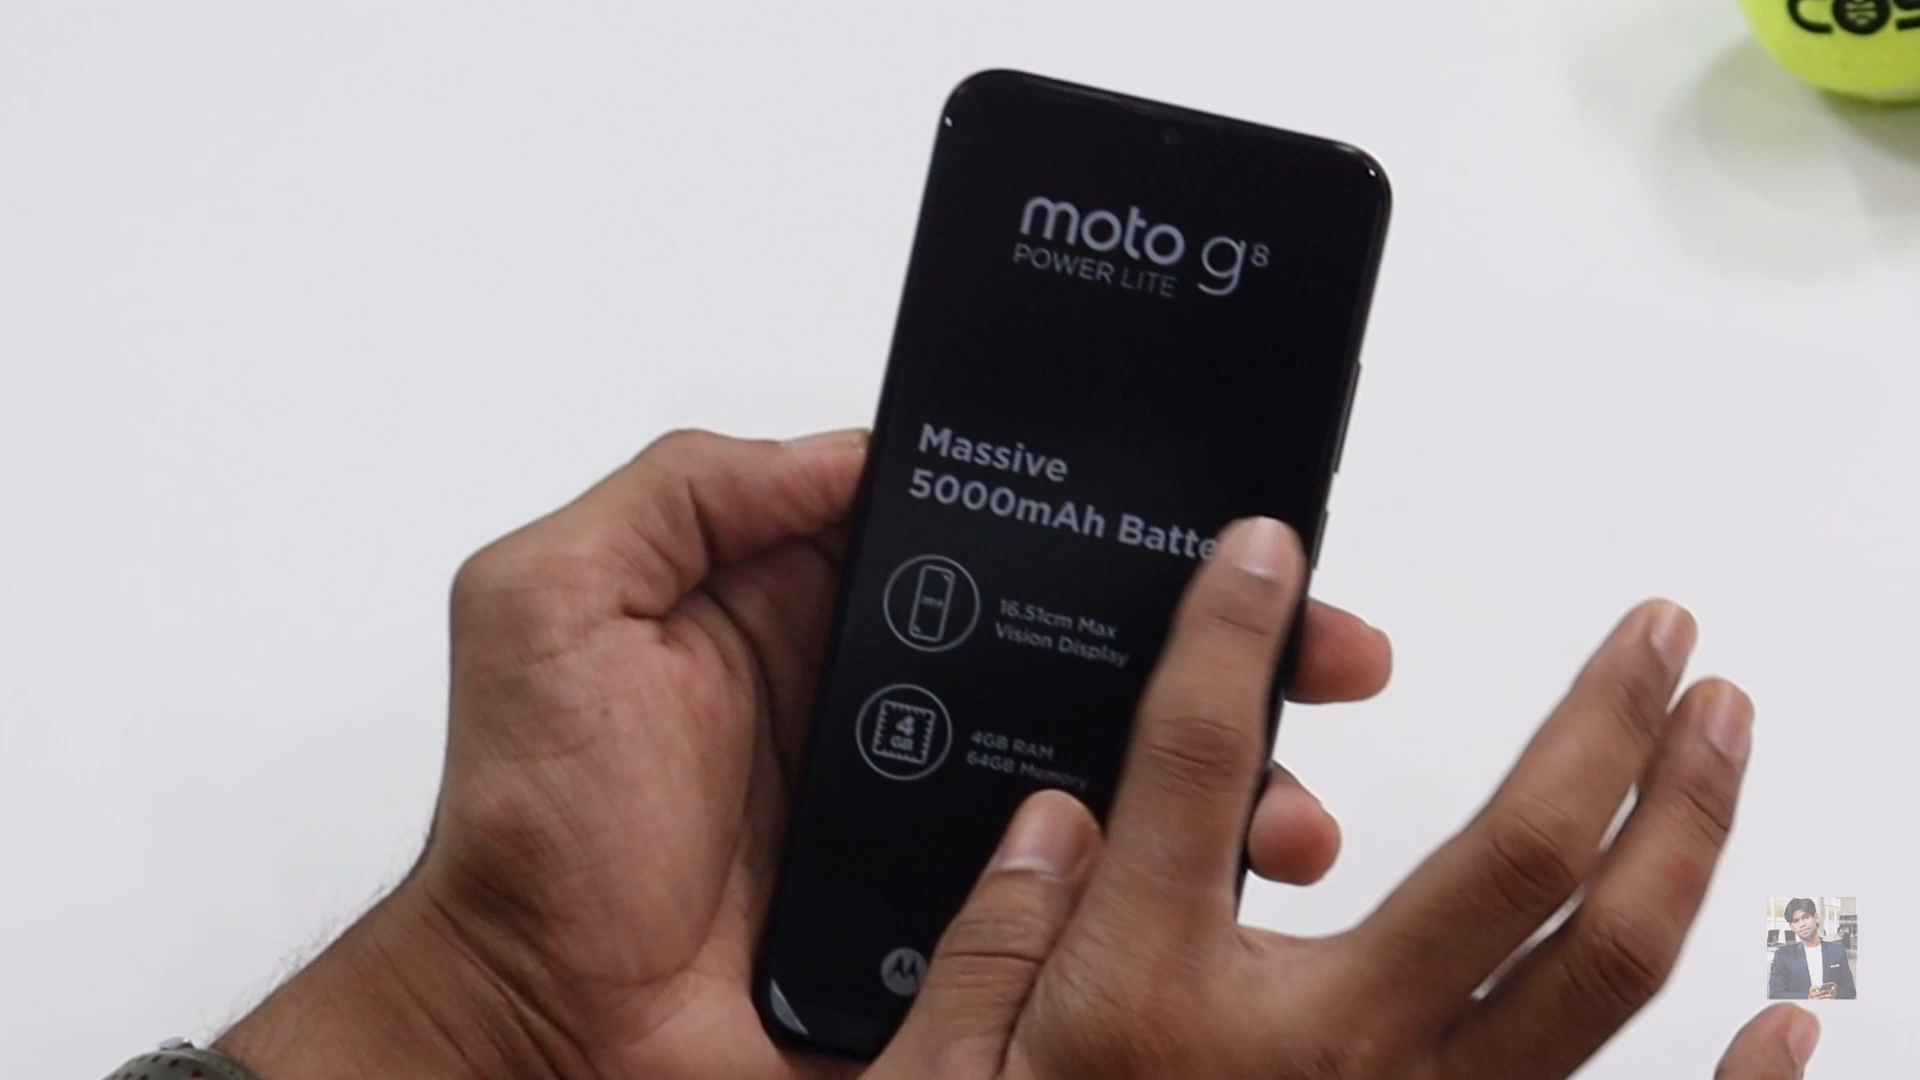 moto g8
POWER LITE
Massive
5000mAh Batte
16.51cm Max
Vision Display
4
GB
4GB RAM
64GB Memory